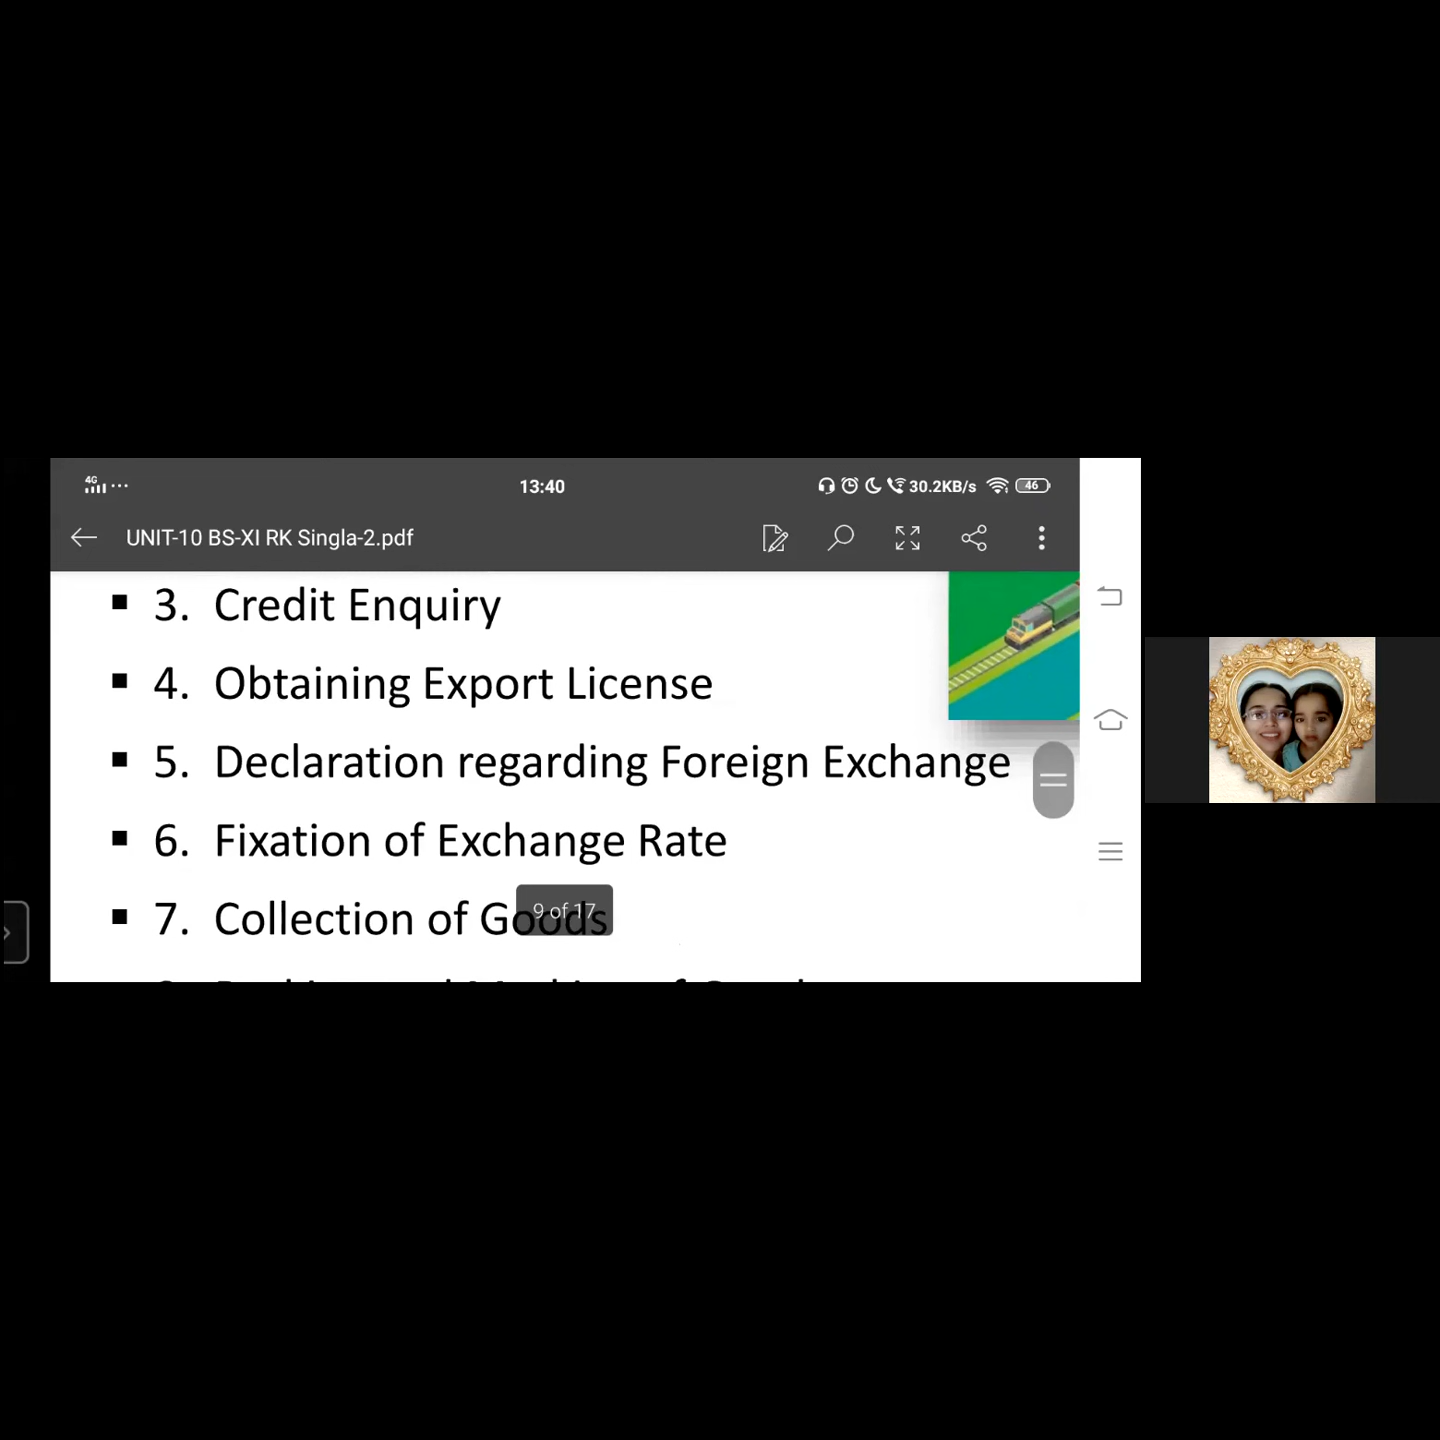 4G 13:40 30.2KB/s 46
UNIT-10 BS-XI RK Singla-2.pdf
▪ 3. Credit Enquiry
▪ 4. Obtaining Export License
▪ 5. Declaration regarding Foreign Exchange
▪ 6. Fixation of Exchange Rate
▪ 7. Collection of Goods
9 of 17